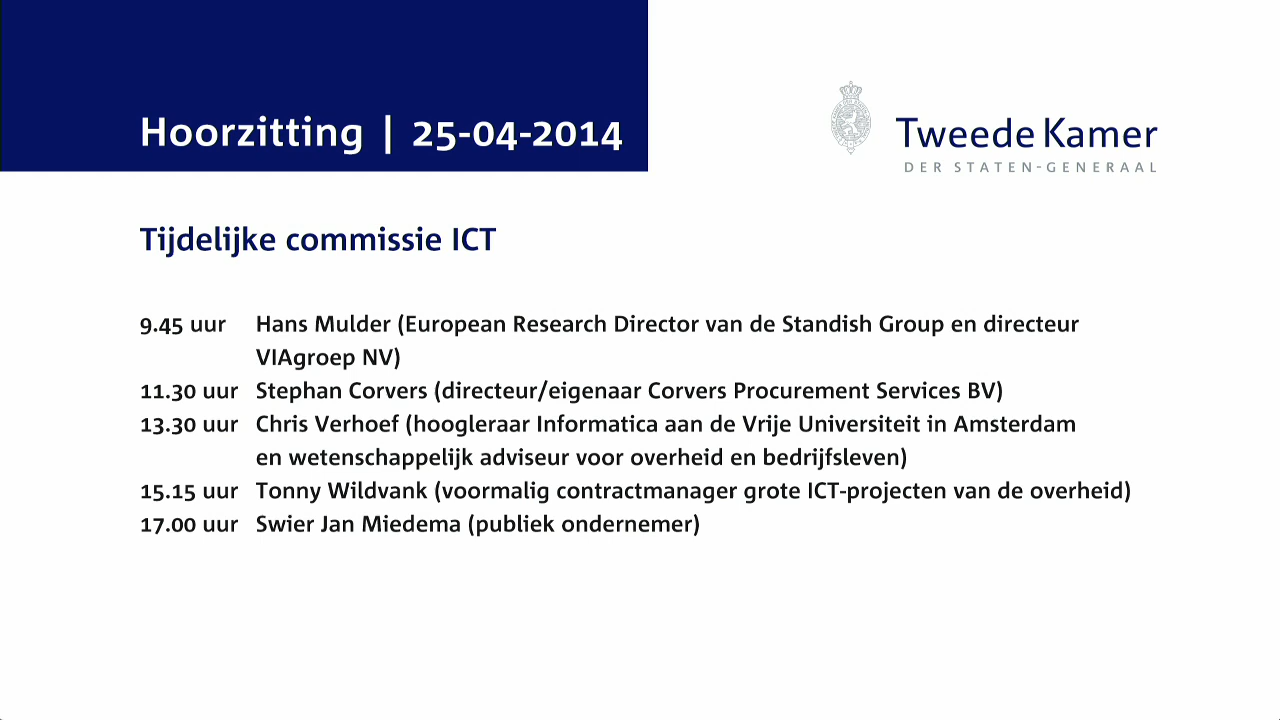 Hoorzitting | 25-04-2014
Tweede Kamer
DER STATEN-GENERAAL
Tijdelijke commissie ICT
9.45 uur Hans Mulder (European Research Director van de Standish Group en directeur
VIAgroep NV)
11.30 uur Stephan Corvers (directeur/eigenaar Corvers Procurement Services BV)
13.30 uur Chris Verhoef (hoogleraar Informatica aan de Vrije Universiteit in Amsterdam
en wetenschappelijk adviseur voor overheid en bedrijfsleven)
15.15 uur Tonny Wildvank (voormalig contractmanager grote ICT-projecten van de overheid)
17.00 uur Swier Jan Miedema (publiek ondernemer)